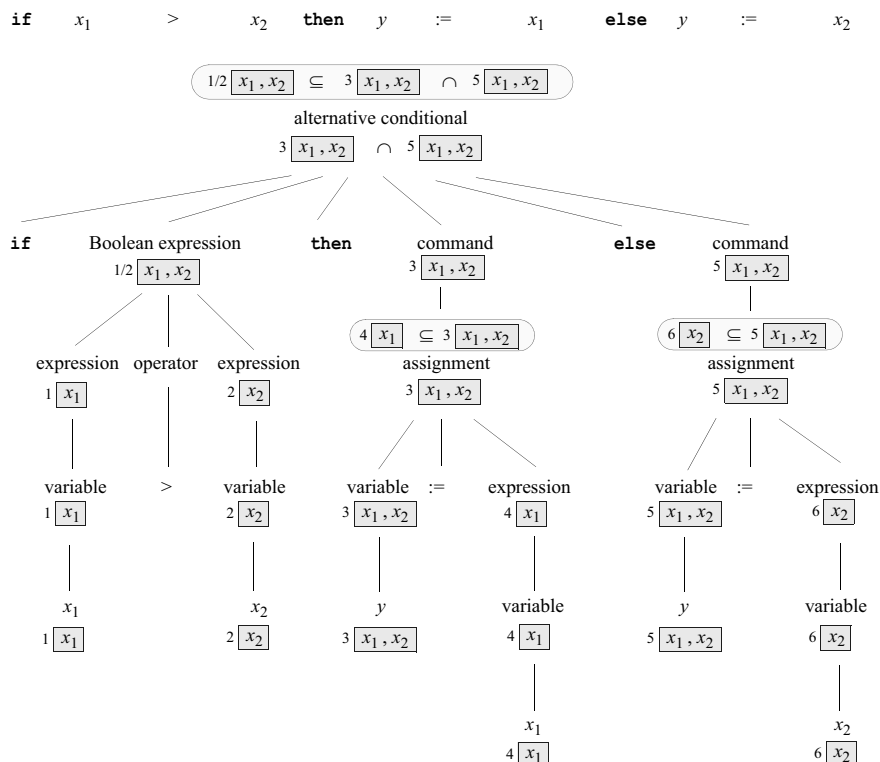 if x₁ > x₂ then y := x₁ else y := x₂
1/2 x₁, x₂ ⊆ 3 x₁, x₂ ∩ 5 x₁, x₂
alternative conditional
3 x₁, x₂ ∩ 5 x₁, x₂
if Boolean expression then command else command
1/2 x₁, x₂ 3 x₁, x₂ 5 x₁, x₂
4 x₁ ⊆ 3 x₁, x₂ 6 x₂ ⊆ 5 x₁, x₂
expression operator expression assignment assignment
1 x₁ 2 x₂ 3 x₁, x₂ 5 x₁, x₂
variable > variable variable := expression variable := expression
1 x₁ 2 x₂ 3 x₁, x₂ 4 x₁ 5 x₁, x₂ 6 x₂
x₁ x₂ y variable y variable
1 x₁ 2 x₂ 3 x₁, x₂ 4 x₁ 5 x₁, x₂ 6 x₂
x₁ x₂
4 x₁ 6 x₂